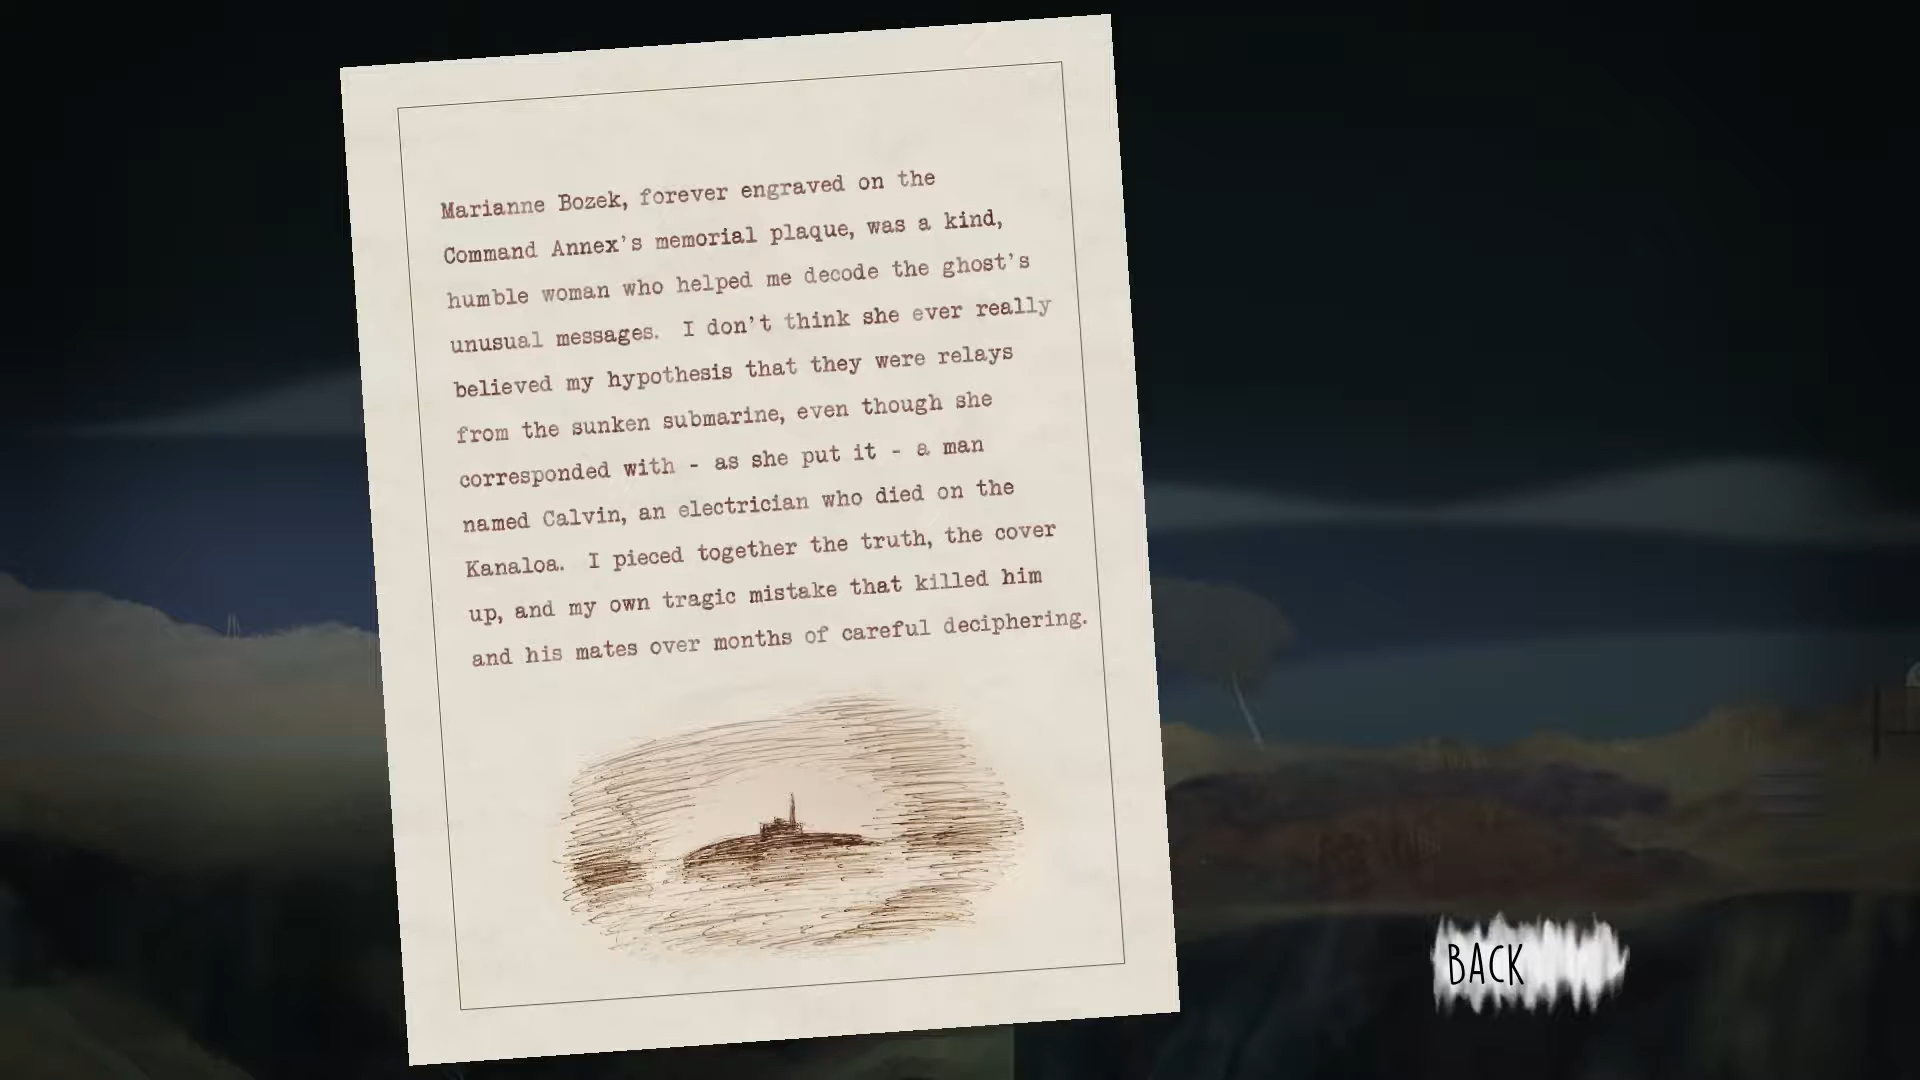 Marianne Bozek, forever engraved on the
Command Annex's memorial plaque, was a kind,
humble woman who helped me decode the ghost's
unusual messages.  I don't think she ever really
believed my hypothesis that they were relays
from the sunken submarine, even though she
corresponded with - as she put it - a man
named Calvin, an electrician who died on the
Kanaloa.  I pieced together the truth, the cover
up, and my own tragic mistake that killed him
and his mates over months of careful deciphering.
BACK